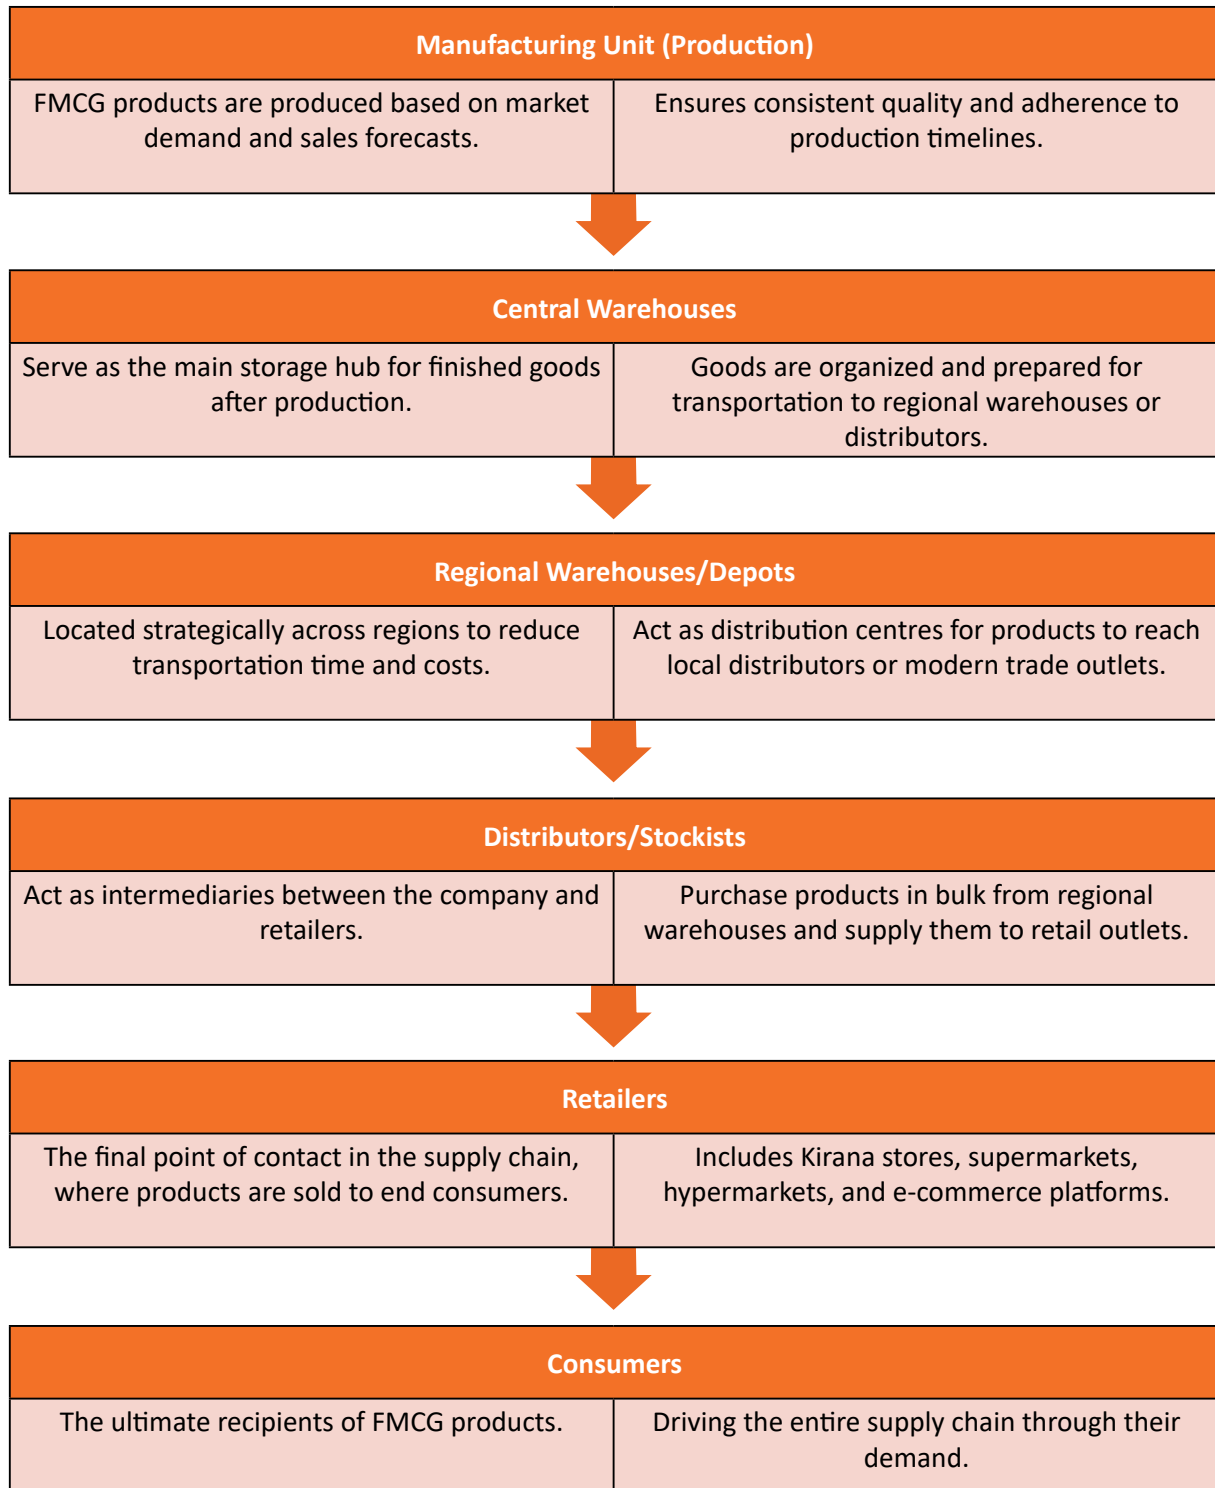 Manufacturing Unit (Production)
FMCG products are produced based on market
demand and sales forecasts.
Ensures consistent quality and adherence to
production timelines.
Central Warehouses
Serve as the main storage hub for finished goods
after production.
Goods are organized and prepared for
transportation to regional warehouses or
distributors.
Regional Warehouses/Depots
Located strategically across regions to reduce
transportation time and costs.
Act as distribution centres for products to reach
local distributors or modern trade outlets.
Distributors/Stockists
Act as intermediaries between the company and
retailers.
Purchase products in bulk from regional
warehouses and supply them to retail outlets.
Retailers
The final point of contact in the supply chain,
where products are sold to end consumers.
Includes Kirana stores, supermarkets,
hypermarkets, and e-commerce platforms.
Consumers
The ultimate recipients of FMCG products.
Driving the entire supply chain through their
demand.